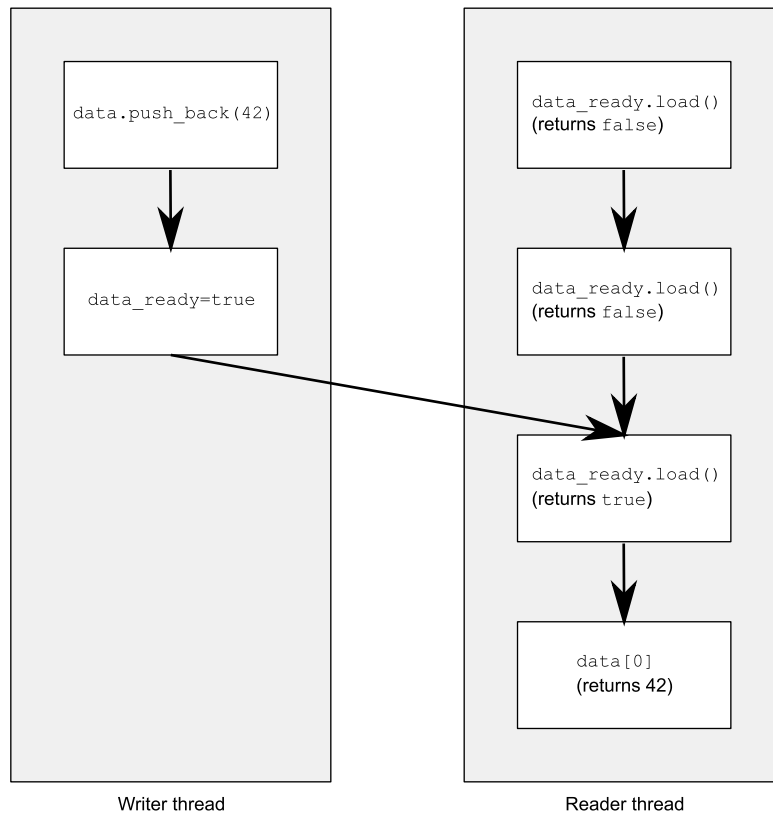 data.push_back(42)
data_ready=true
Writer thread
data_ready.load()
(returns false)
data_ready.load()
(returns false)
data_ready.load()
(returns true)
data[0]
(returns 42)
Reader thread